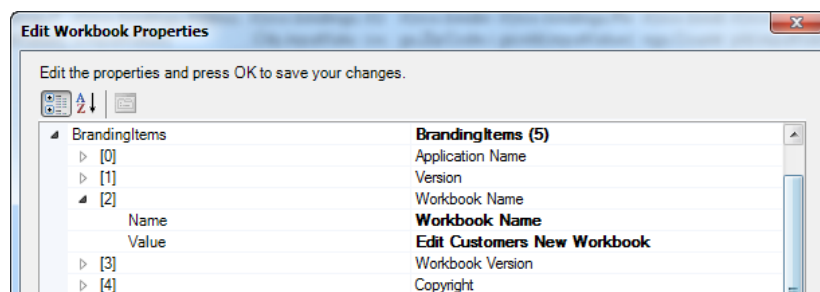 Edit Workbook Properties
Edit the properties and press OK to save your changes.
BrandingItems BrandingItems (5)
[0] Application Name
[1] Version
[2] Workbook Name
Name Workbook Name
Value Edit Customers New Workbook
[3] Workbook Version
[4] Copyright